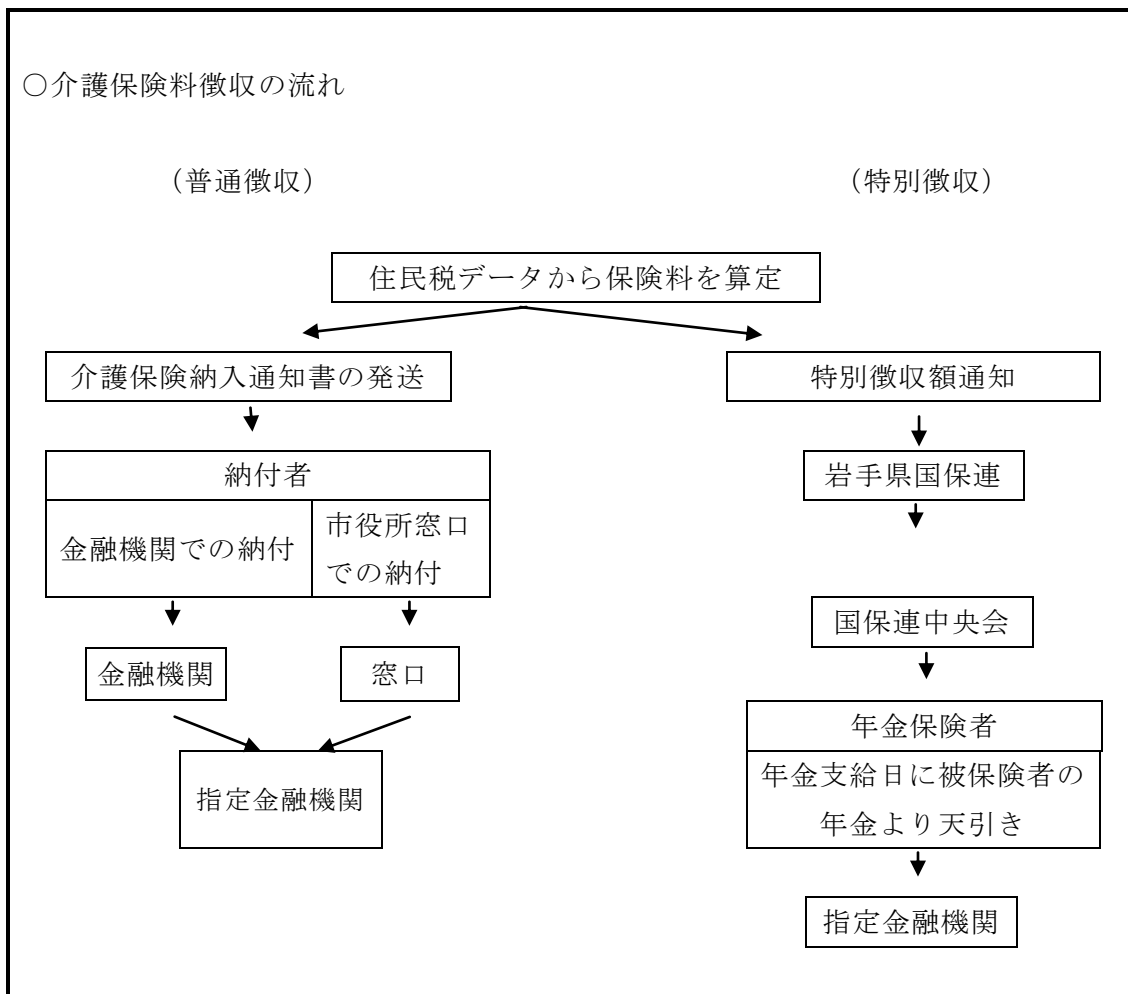 ○介護保険料徴収の流れ
（普通徴収）
（特別徴収）
住民税データから保険料を算定
介護保険納入通知書の発送
特別徴収額通知
納付者
岩手県国保連
金融機関での納付
市役所窓口
での納付
国保連中央会
金融機関
窓口
年金保険者
年金支給日に被保険者の
年金より天引き
指定金融機関
指定金融機関